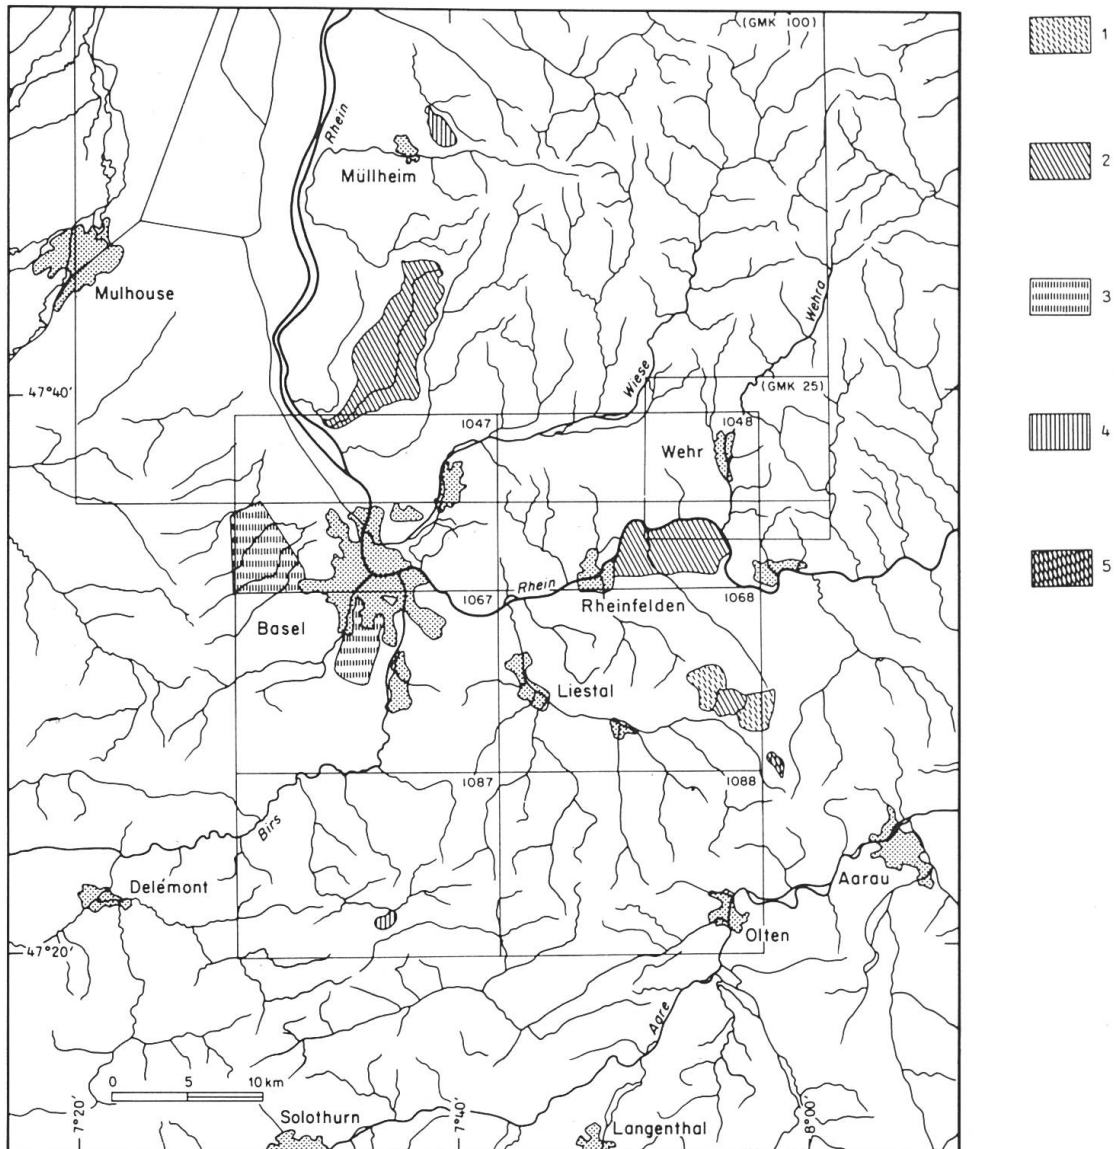 (GMK 100)
1
Rhein
Müllheim
2
Mulhouse
Wehra
3
47°40'
Wiese
(GMK 25)
1047
1048
Wehr
4
Rhein
5
1067
Rheinfelden
1068
Basel
Liestal
1087
1088
Birs
Delémont
Aarau
Olten
47°20'
Aare
0 5 10 km
Solothurn
Langenthal
7°20'
7°40'
8°00'